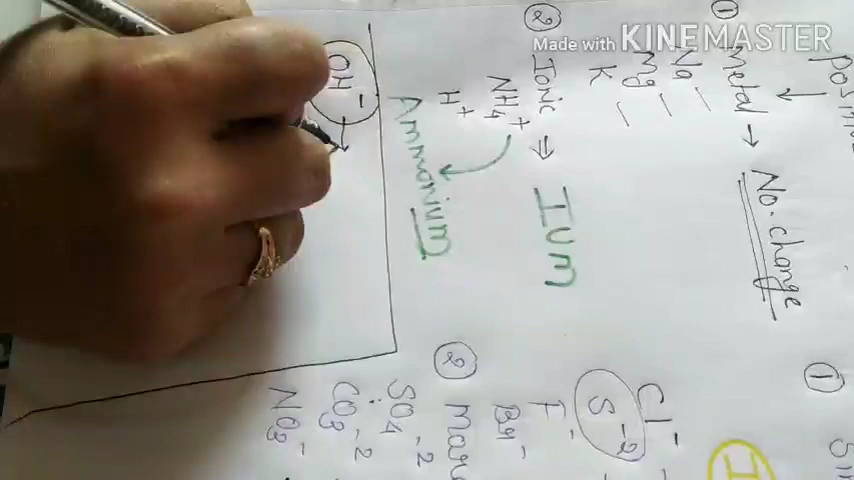 Made with KINEMASTER
① Metal → No. change
Na
Mg
K
② Ionic ⇒ Ium
NH4+
H+
Ammonium
OH-
①
Cl-
S-2
F-
Br-
②
SO4-2
CO3-2
NO3-